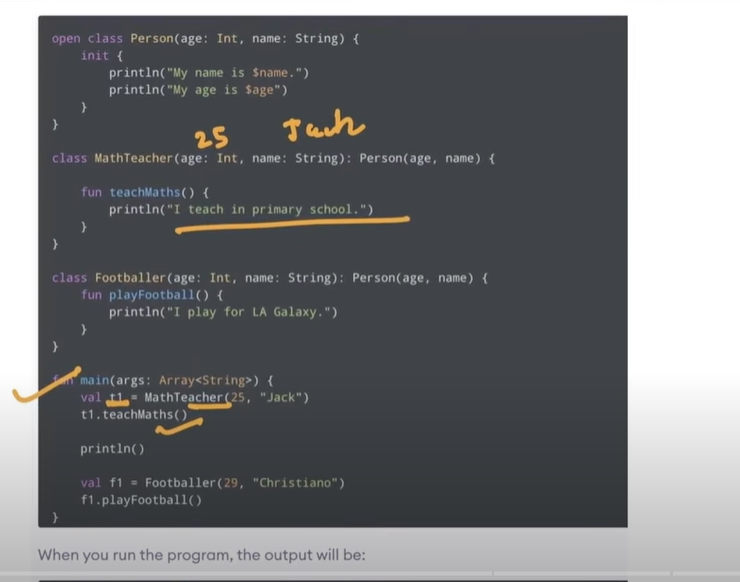 open class Person(age: Int, name: String) {
init {
println("My name is $name.")
println("My age is $age")
}
}
25 Jack
class MathTeacher(age: Int, name: String): Person(age, name) {
fun teachMaths() {
println("I teach in primary school.")
}
}
class Footballer(age: Int, name: String): Person(age, name) {
fun playFootball() {
println("I play for LA Galaxy.")
}
}
fun main(args: Array<String>) {
val t1 = MathTeacher(25, "Jack")
t1.teachMaths()
println()
val f1 = Footballer(29, "Christiano")
f1.playFootball()
}
When you run the program, the output will be: